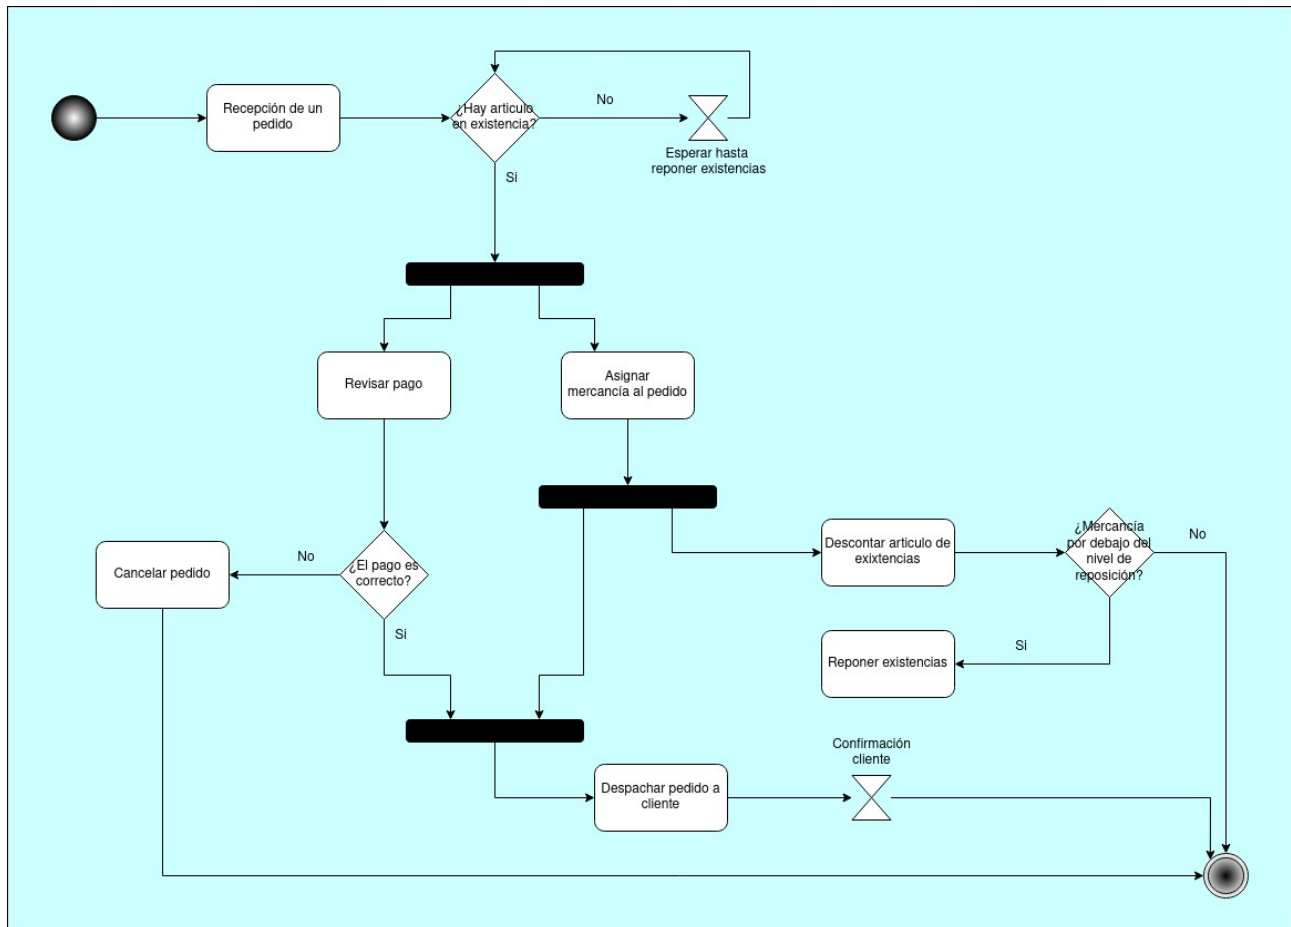 Recepción de un
pedido
¿Hay articulo
en existencia?
No
Esperar hasta
reponer existencias
Si
Revisar pago
Asignar
mercancía al pedido
Descontar articulo de
exixtencias
¿Mercancía
por debajo del
nivel de
reposición?
No
Cancelar pedido
No
¿El pago es
correcto?
Si
Reponer existencias
Si
Confirmación
cliente
Despachar pedido a
cliente